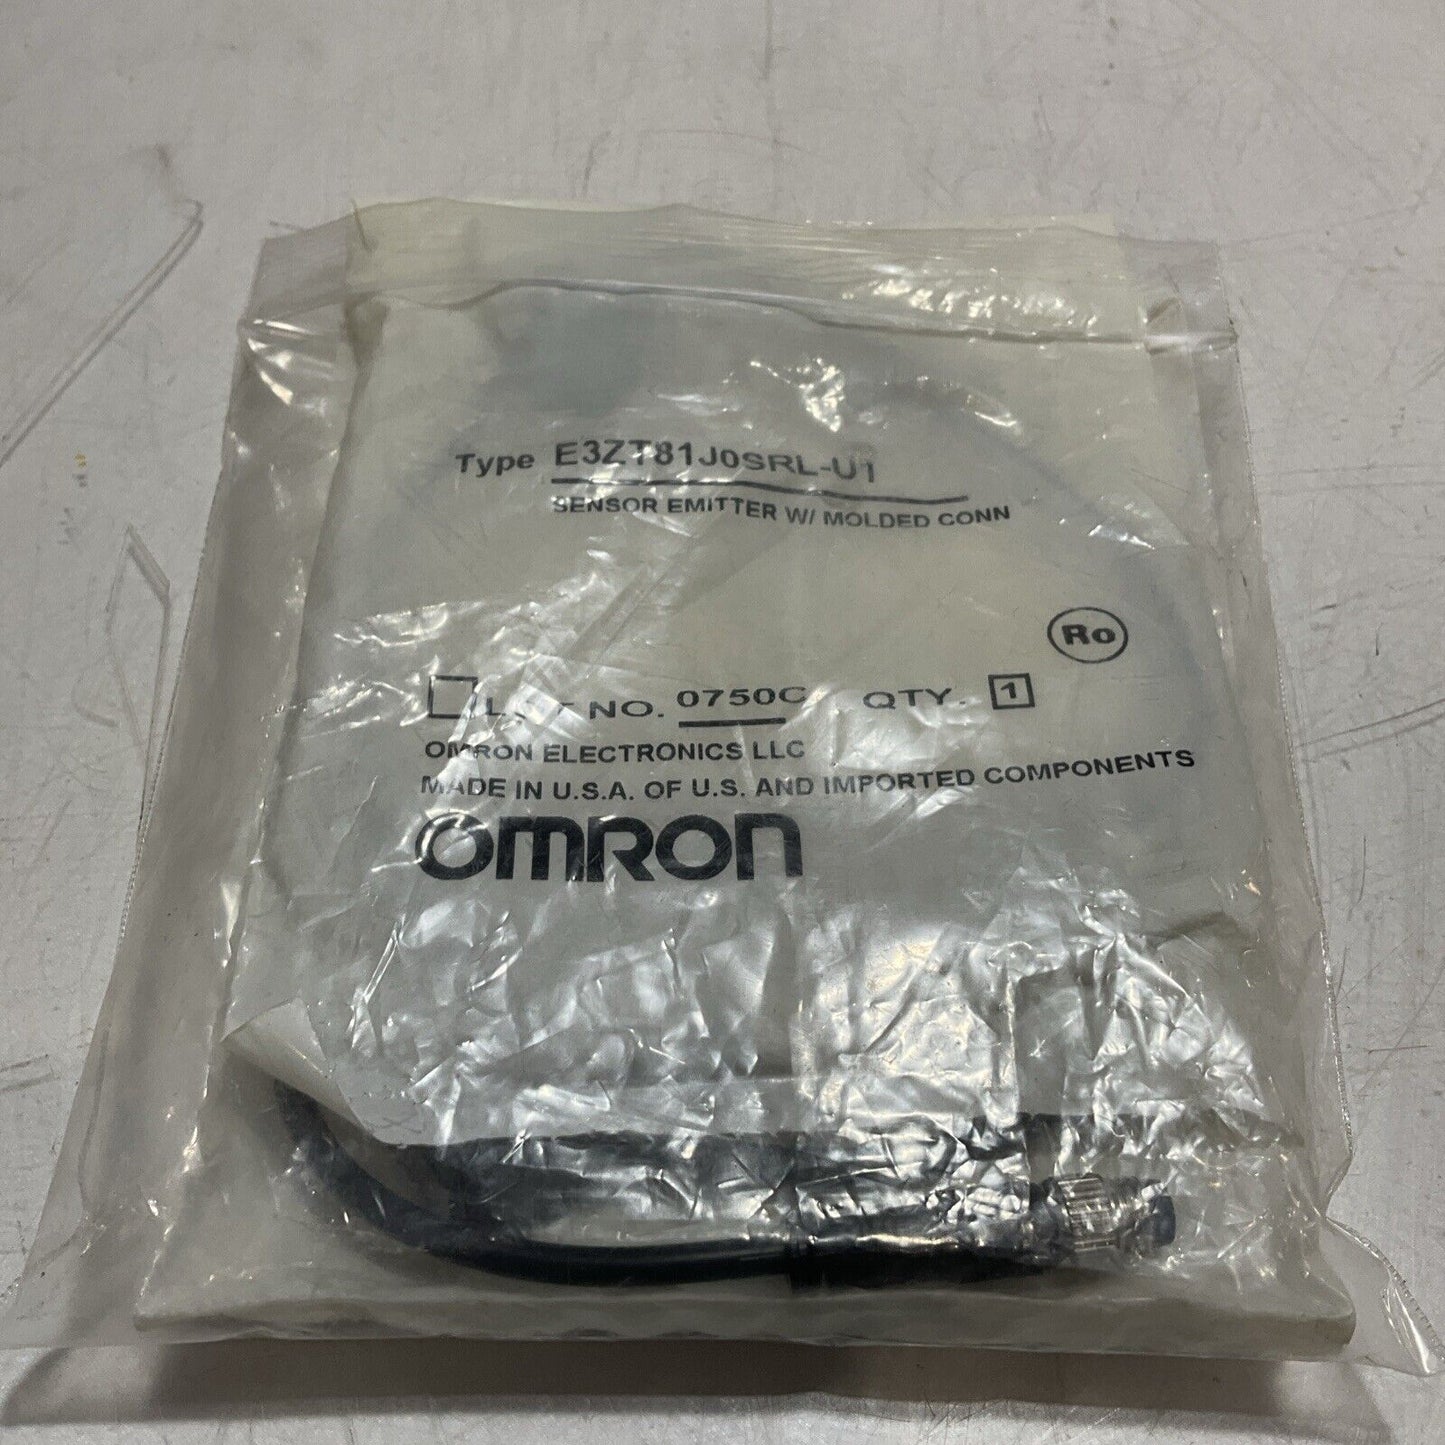 Type E3ZT81J0SRL-U1
SENSOR EMITTER W/ MOLDED CONN
Ro
NO. 0750C QTY. 1
OMRON ELECTRONICS LLC
MADE IN U.S.A. OF U.S. AND IMPORTED COMPONENTS
OMRON